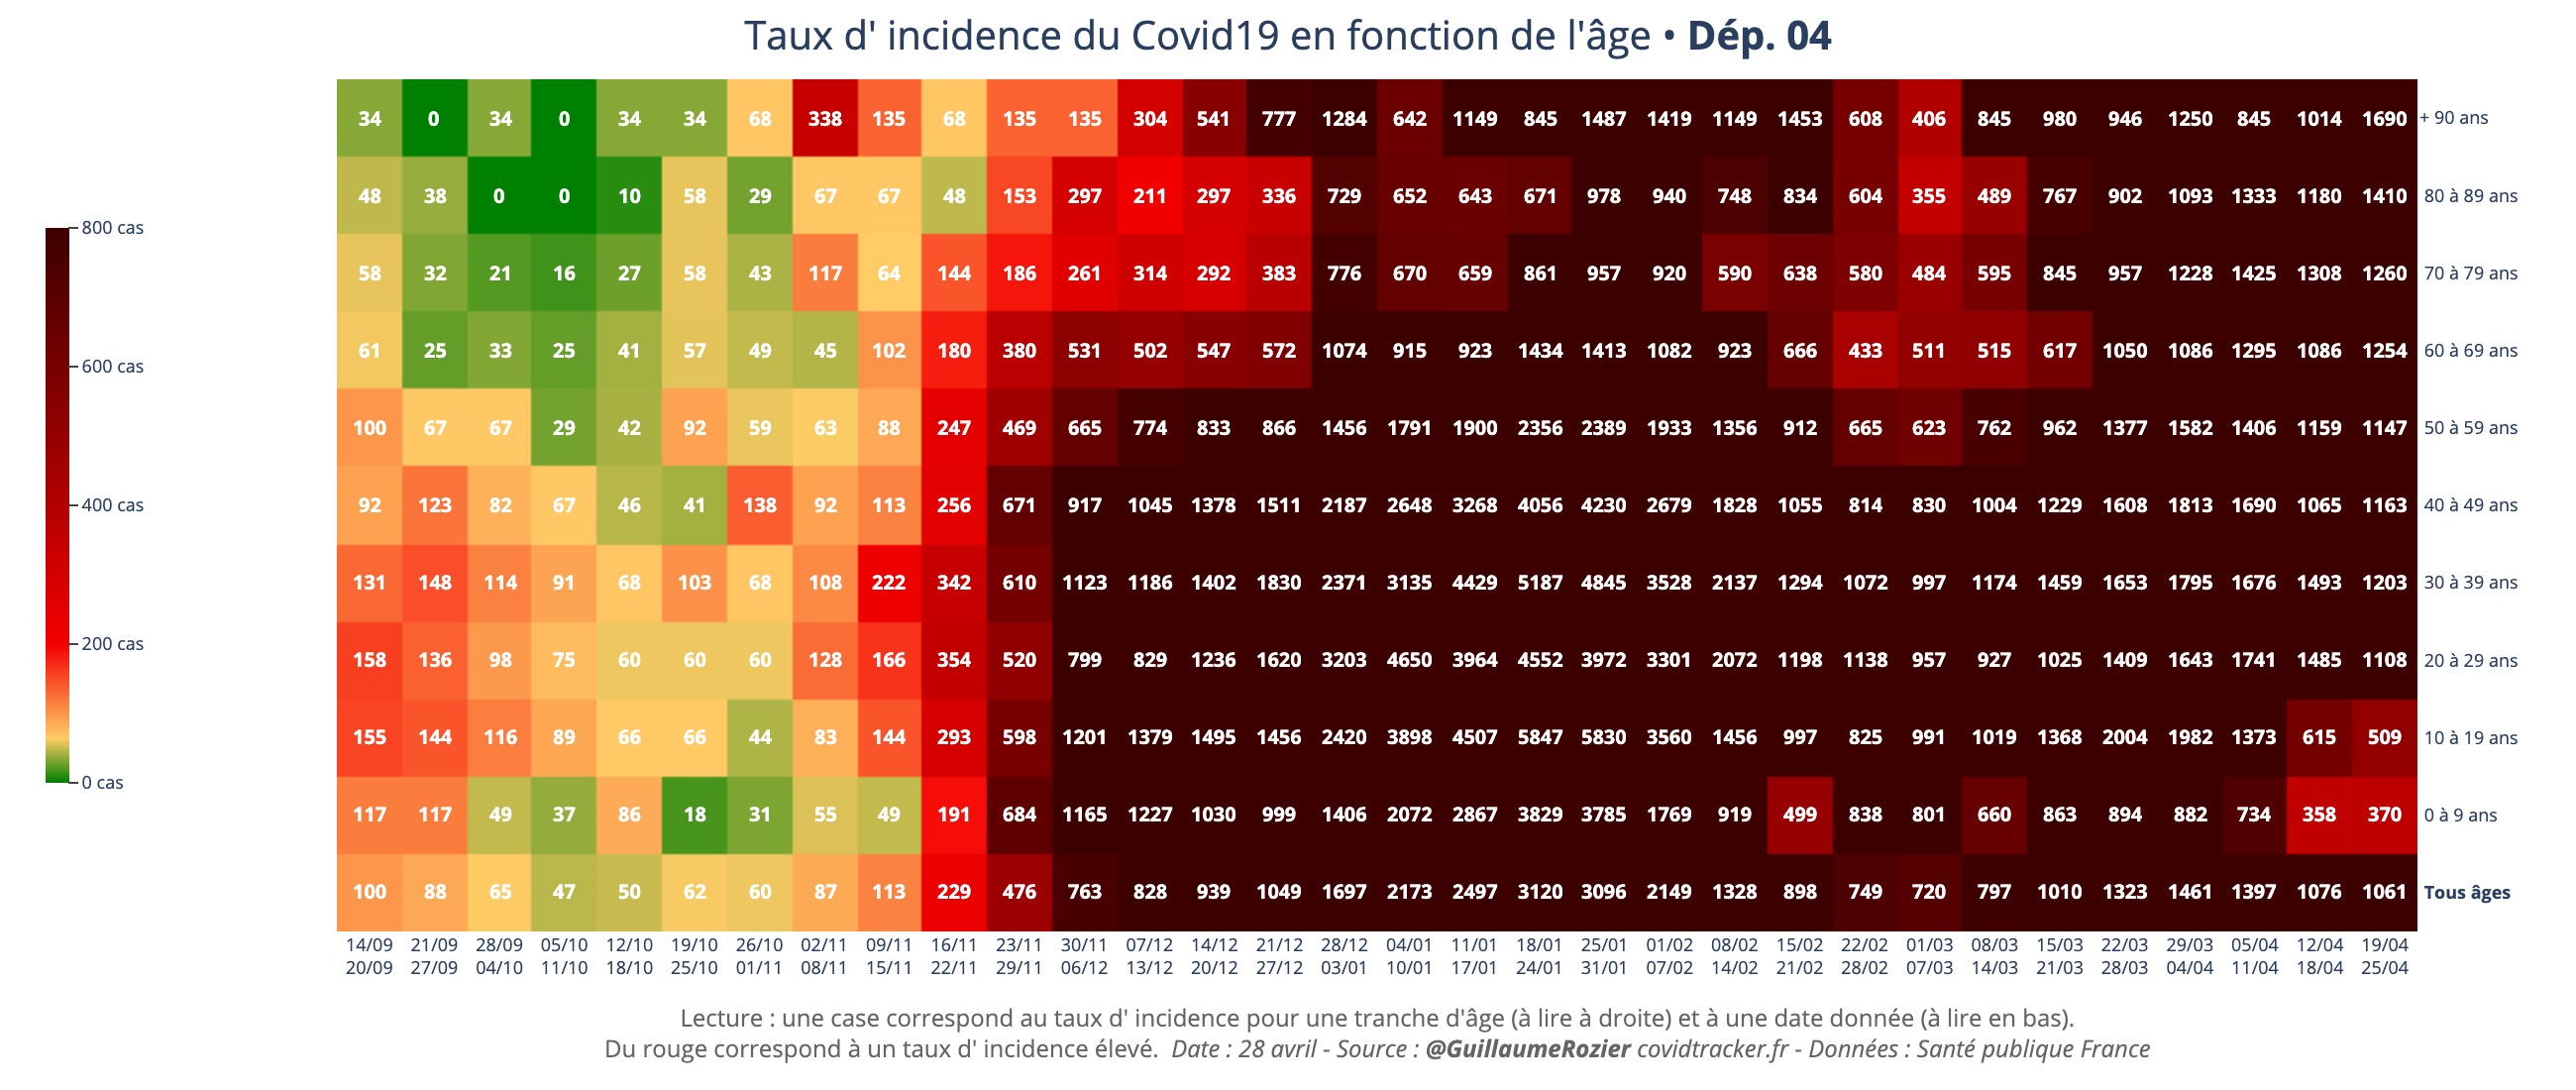 Taux d' incidence du Covid19 en fonction de l'âge • Dép. 04
34 0 34 0 34 34 68 338 135 68 135 135 304 541 777 1284 642 1149 845 1487 1419 1149 1453 608 406 845 980 946 1250 845 1014 1690 + 90 ans
48 38 0 0 10 58 29 67 67 48 153 297 211 297 336 729 652 643 671 978 940 748 834 604 355 489 767 902 1093 1333 1180 1410 80 à 89 ans
800 cas
58 32 21 16 27 58 43 117 64 144 186 261 314 292 383 776 670 659 861 957 920 590 638 580 484 595 845 957 1228 1425 1308 1260 70 à 79 ans
61 25 33 25 41 57 49 45 102 180 380 531 502 547 572 1074 915 923 1434 1413 1082 923 666 433 511 515 617 1050 1086 1295 1086 1254 60 à 69 ans
600 cas
100 67 67 29 42 92 59 63 88 247 469 665 774 833 866 1456 1791 1900 2356 2389 1933 1356 912 665 623 762 962 1377 1582 1406 1159 1147 50 à 59 ans
400 cas
92 123 82 67 46 41 138 92 113 256 671 917 1045 1378 1511 2187 2648 3268 4056 4230 2679 1828 1055 814 830 1004 1229 1608 1813 1690 1065 1163 40 à 49 ans
131 148 114 91 68 103 68 108 222 342 610 1123 1186 1402 1830 2371 3135 4429 5187 4845 3528 2137 1294 1072 997 1174 1459 1653 1795 1676 1493 1203 30 à 39 ans
200 cas
158 136 98 75 60 60 60 128 166 354 520 799 829 1236 1620 3203 4650 3964 4552 3972 3301 2072 1198 1138 957 927 1025 1409 1643 1741 1485 1108 20 à 29 ans
155 144 116 89 66 66 44 83 144 293 598 1201 1379 1495 1456 2420 3898 4507 5847 5830 3560 1456 997 825 991 1019 1368 2004 1982 1373 615 509 10 à 19 ans
0 cas
117 117 49 37 86 18 31 55 49 191 684 1165 1227 1030 999 1406 2072 2867 3829 3785 1769 919 499 838 801 660 863 894 882 734 358 370 0 à 9 ans
100 88 65 47 50 62 60 87 113 229 476 763 828 939 1049 1697 2173 2497 3120 3096 2149 1328 898 749 720 797 1010 1323 1461 1397 1076 1061 Tous âges
14/09 21/09 28/09 05/10 12/10 19/10 26/10 02/11 09/11 16/11 23/11 30/11 07/12 14/12 21/12 28/12 04/01 11/01 18/01 25/01 01/02 08/02 15/02 22/02 01/03 08/03 15/03 22/03 29/03 05/04 12/04 19/04
20/09 27/09 04/10 11/10 18/10 25/10 01/11 08/11 15/11 22/11 29/11 06/12 13/12 20/12 27/12 03/01 10/01 17/01 24/01 31/01 07/02 14/02 21/02 28/02 07/03 14/03 21/03 28/03 04/04 11/04 18/04 25/04
Lecture : une case correspond au taux d' incidence pour une tranche d'âge (à lire à droite) et à une date donnée (à lire en bas).
Du rouge correspond à un taux d' incidence élevé. Date : 28 avril - Source : @GuillaumeRozier covidtracker.fr - Données : Santé publique France